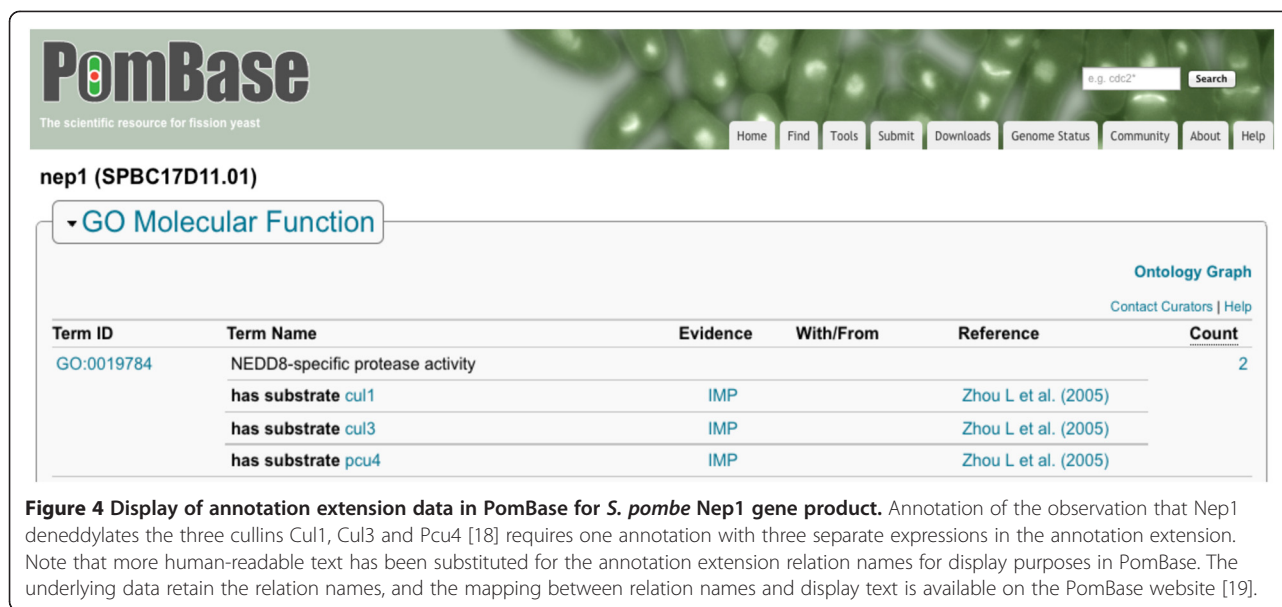 PomBase
The scientific resource for fission yeast
e.g. cdc2* Search
Home Find Tools Submit Downloads Genome Status Community About Help
nep1 (SPBC17D11.01)
GO Molecular Function
Ontology Graph
Contact Curators | Help
Term ID Term Name Evidence With/From Reference Count
GO:0019784 NEDD8-specific protease activity 2
has substrate cul1 IMP Zhou L et al. (2005)
has substrate cul3 IMP Zhou L et al. (2005)
has substrate pcu4 IMP Zhou L et al. (2005)
Figure 4 Display of annotation extension data in PomBase for S. pombe Nep1 gene product. Annotation of the observation that Nep1
deneddylates the three cullins Cul1, Cul3 and Pcu4 [18] requires one annotation with three separate expressions in the annotation extension.
Note that more human-readable text has been substituted for the annotation extension relation names for display purposes in PomBase. The
underlying data retain the relation names, and the mapping between relation names and display text is available on the PomBase website [19].